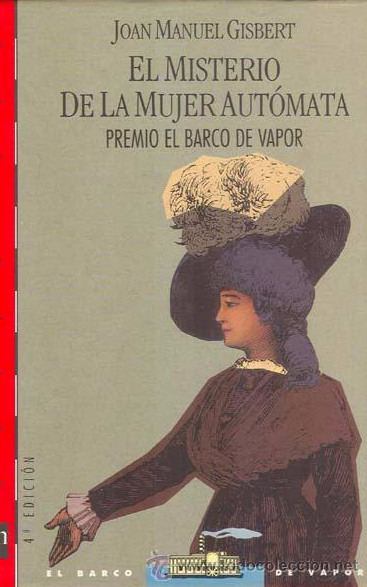 JOAN MANUEL GISBERT
EL MISTERIO
DE LA MUJER AUTÓMATA
PREMIO EL BARCO DE VAPOR
4ª EDICIÓN
EL BARCO DE VAPOR
todocoleccion.net